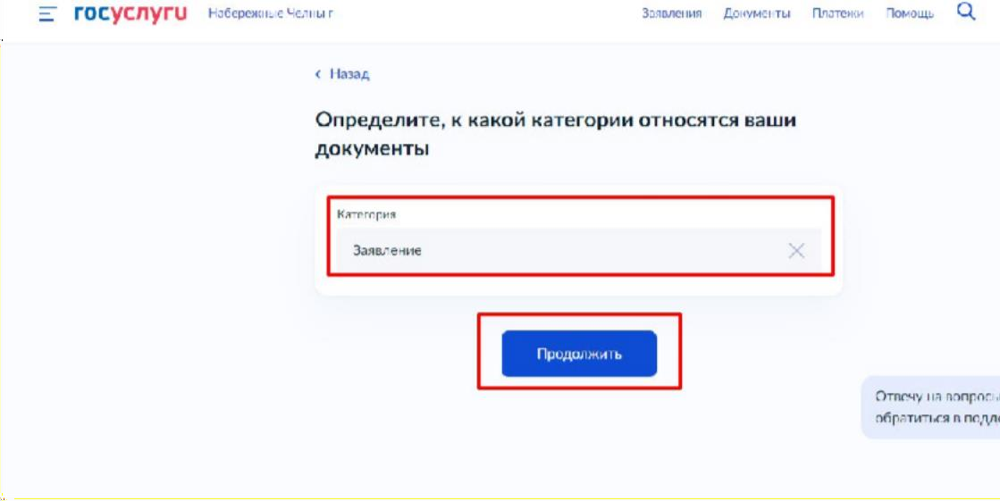 госуслуги Набережные Челны г Заявления Документы Платежи Помощь
Назад
Определите, к какой категории относятся ваши
документы
Категория
Заявление
Продолжить
Отвечу на вопросы
обратиться в